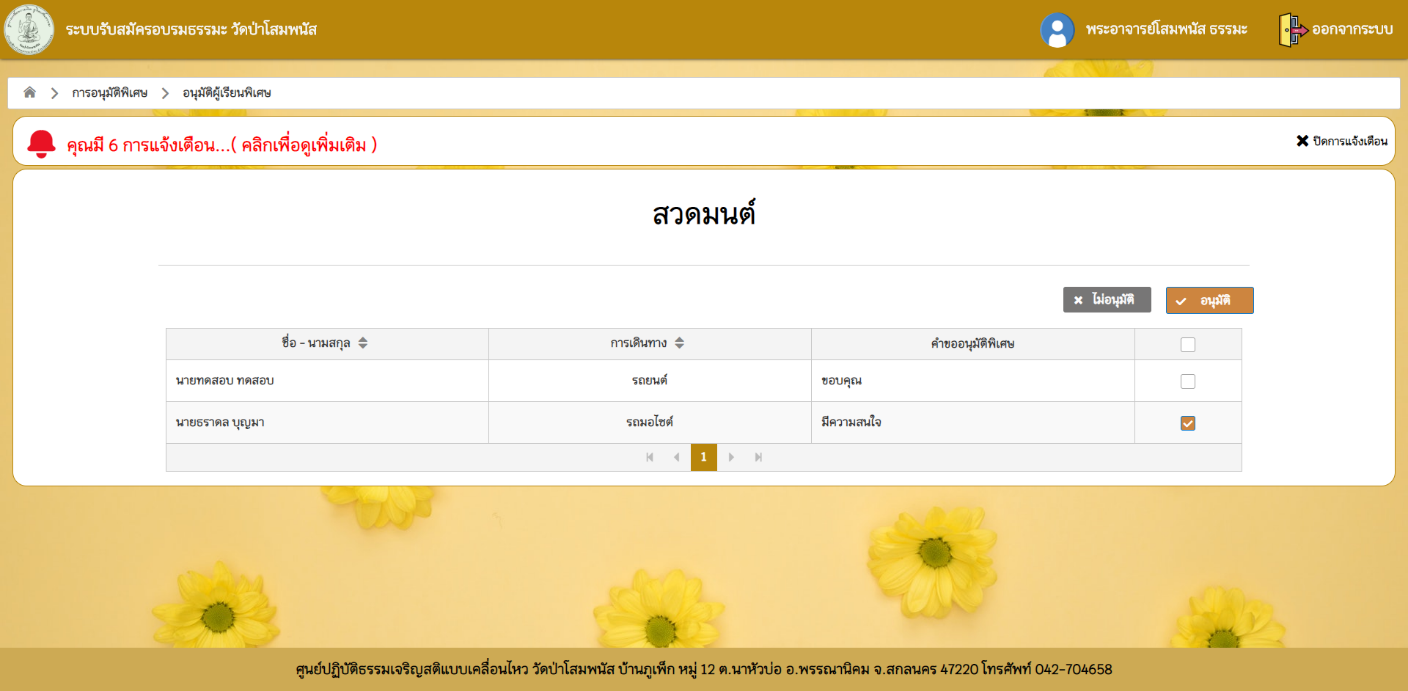 ระบบรับสมัครอบรมธรรมะ วัดป่าโสมพนัส
พระอาจารย์โสมพนัส ธรรมะ
ออกจากระบบ
การอนุมัติพิเศษ > อนุมัติผู้เรียนพิเศษ
คุณมี 6 การแจ้งเตือน...( คลิกเพื่อดูเพิ่มเติม )
ปิดการแจ้งเตือน
สวดมนต์
ไม่อนุมัติ
อนุมัติ
ชื่อ - นามสกุล การเดินทาง คำขออนุมัติพิเศษ
นายทดสอบ ทดสอบ รถยนต์ ขอบคุณ
นายธราดล บุญมา รถมอไซต์ มีความสนใจ
1
ศูนย์ปฏิบัติธรรมเจริญสติแบบเคลื่อนไหว วัดป่าโสมพนัส บ้านภูเพ็ก หมู่ 12 ต.นาหัวบ่อ อ.พรรณานิคม จ.สกลนคร 47220 โทรศัพท์ 042-704658